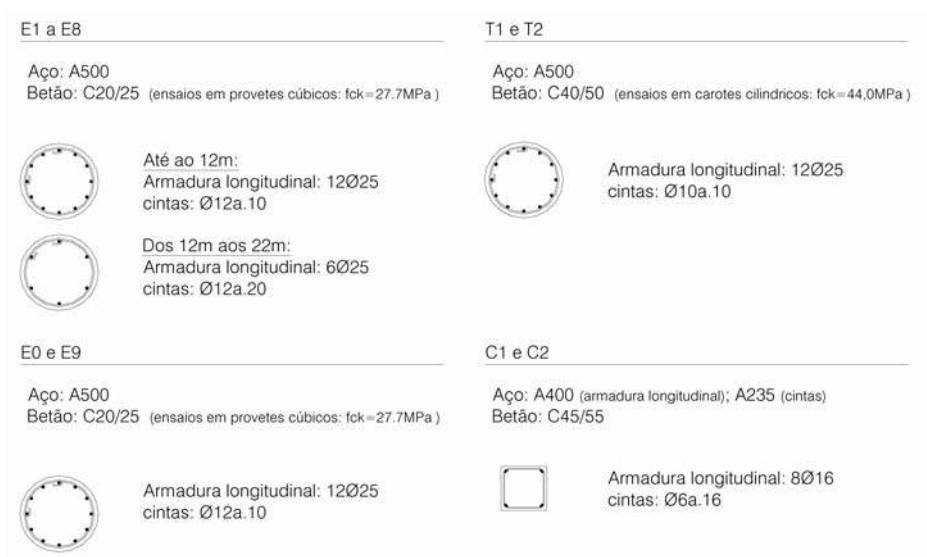 E1 a E8
Aço: A500
Betão: C20/25 (ensaios em provetes cúbicos: fck=27.7MPa )
Até ao 12m:
Armadura longitudinal: 12Ø25
cintas: Ø12a.10
Dos 12m aos 22m:
Armadura longitudinal: 6Ø25
cintas: Ø12a.20
T1 e T2
Aço: A500
Betão: C40/50 (ensaios em carotes cilindricos: fck=44,0MPa )
Armadura longitudinal: 12Ø25
cintas: Ø10a.10
E0 e E9
Aço: A500
Betão: C20/25 (ensaios em provetes cúbicos: fck=27.7MPa )
Armadura longitudinal: 12Ø25
cintas: Ø12a.10
C1 e C2
Aço: A400 (armadura longitudinal); A235 (cintas)
Betão: C45/55
Armadura longitudinal: 8Ø16
cintas: Ø6a.16